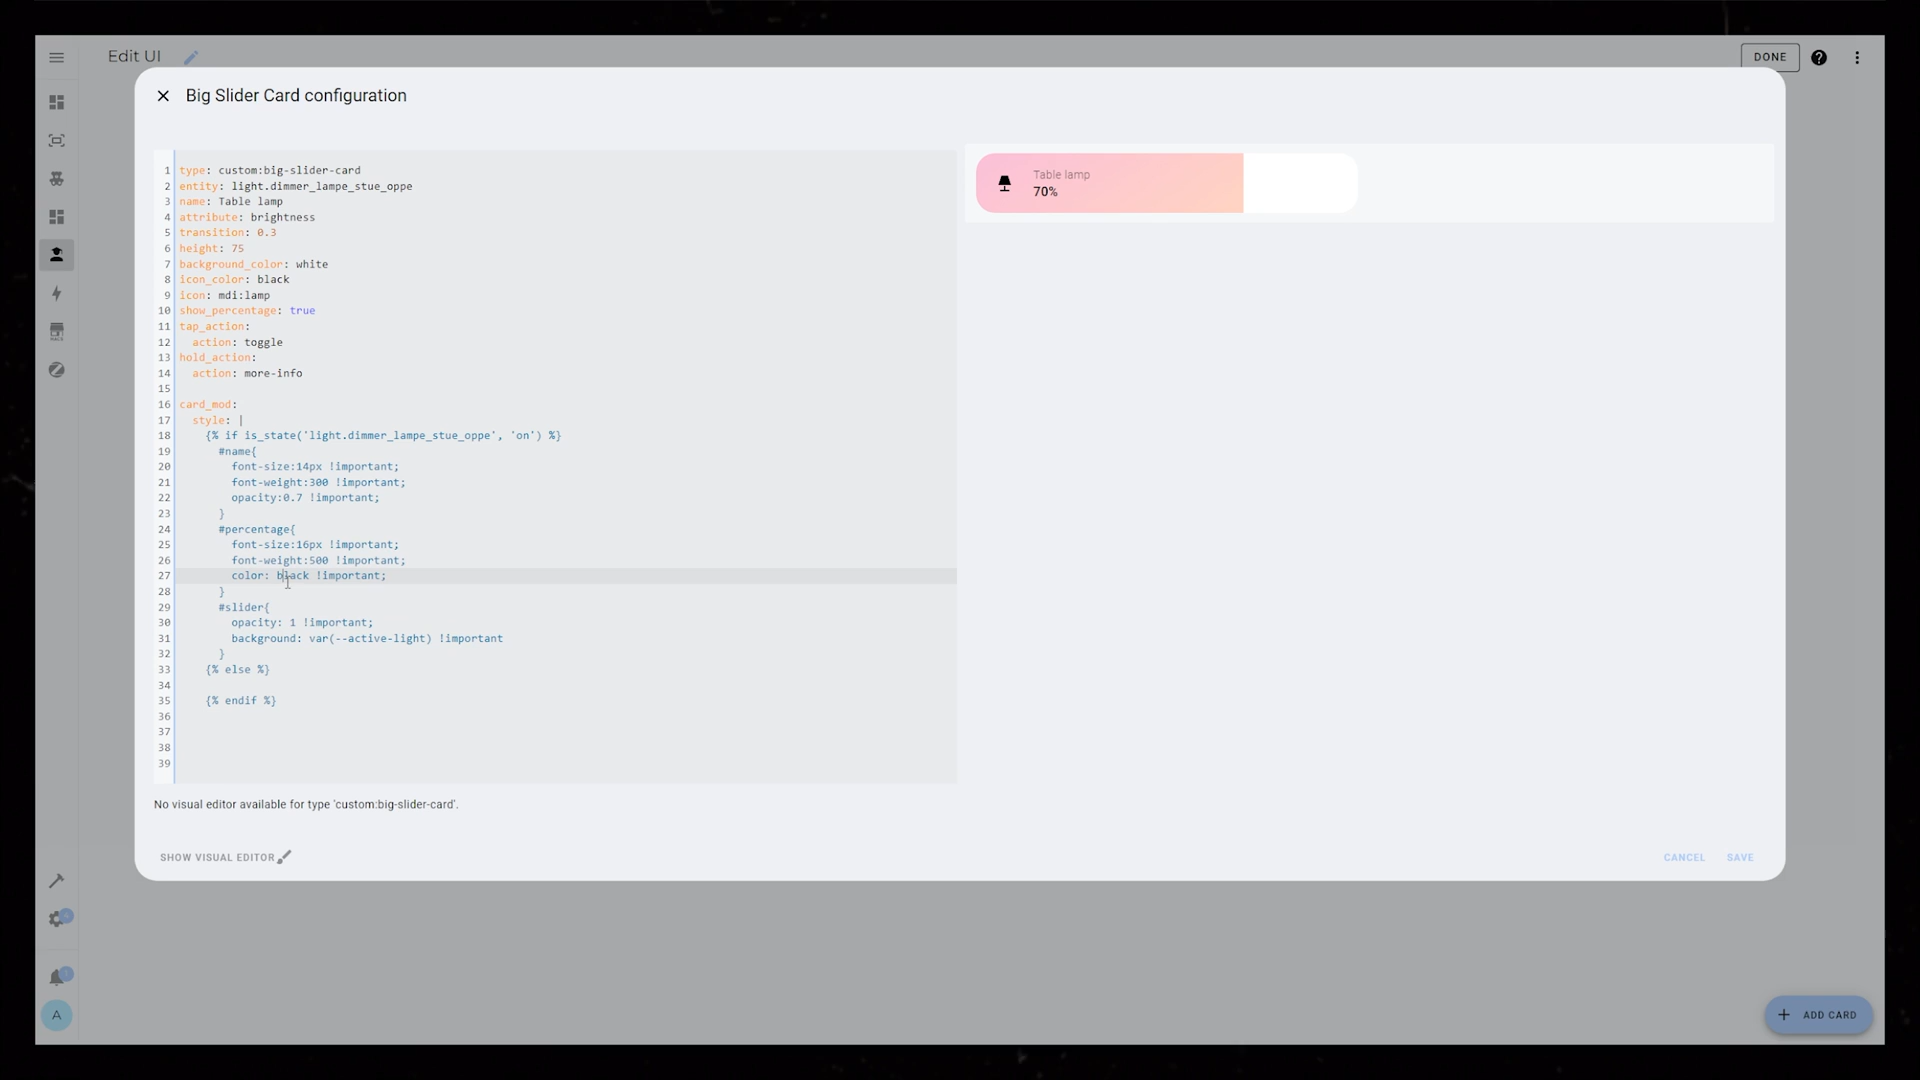 Edit UI
DONE
Big Slider Card configuration
1 type: custom:big-slider-card
2 entity: light.dimmer_lampe_stue_oppe
3 name: Table lamp
4 attribute: brightness
5 transition: 0.3
6 height: 75
7 background_color: white
8 icon_color: black
9 icon: mdi:lamp
10 show_percentage: true
11 tap_action:
12 action: toggle
13 hold_action:
14 action: more-info
15
16 card_mod:
17 style: |
18 {% if is_state('light.dimmer_lampe_stue_oppe', 'on') %}
19 #name{
20 font-size:14px !important;
21 font-weight:300 !important;
22 opacity:0.7 !important;
23 }
24 #percentage{
25 font-size:16px !important;
26 font-weight:500 !important;
27 color: black !important;
28 }
29 #slider{
30 opacity: 1 !important;
31 background: var(--active-light) !important
32 }
33 {% else %}
34
35 {% endif %}
36
37
38
39
Table lamp
70%
No visual editor available for type 'custom:big-slider-card'.
SHOW VISUAL EDITOR
CANCEL
SAVE
A
ADD CARD